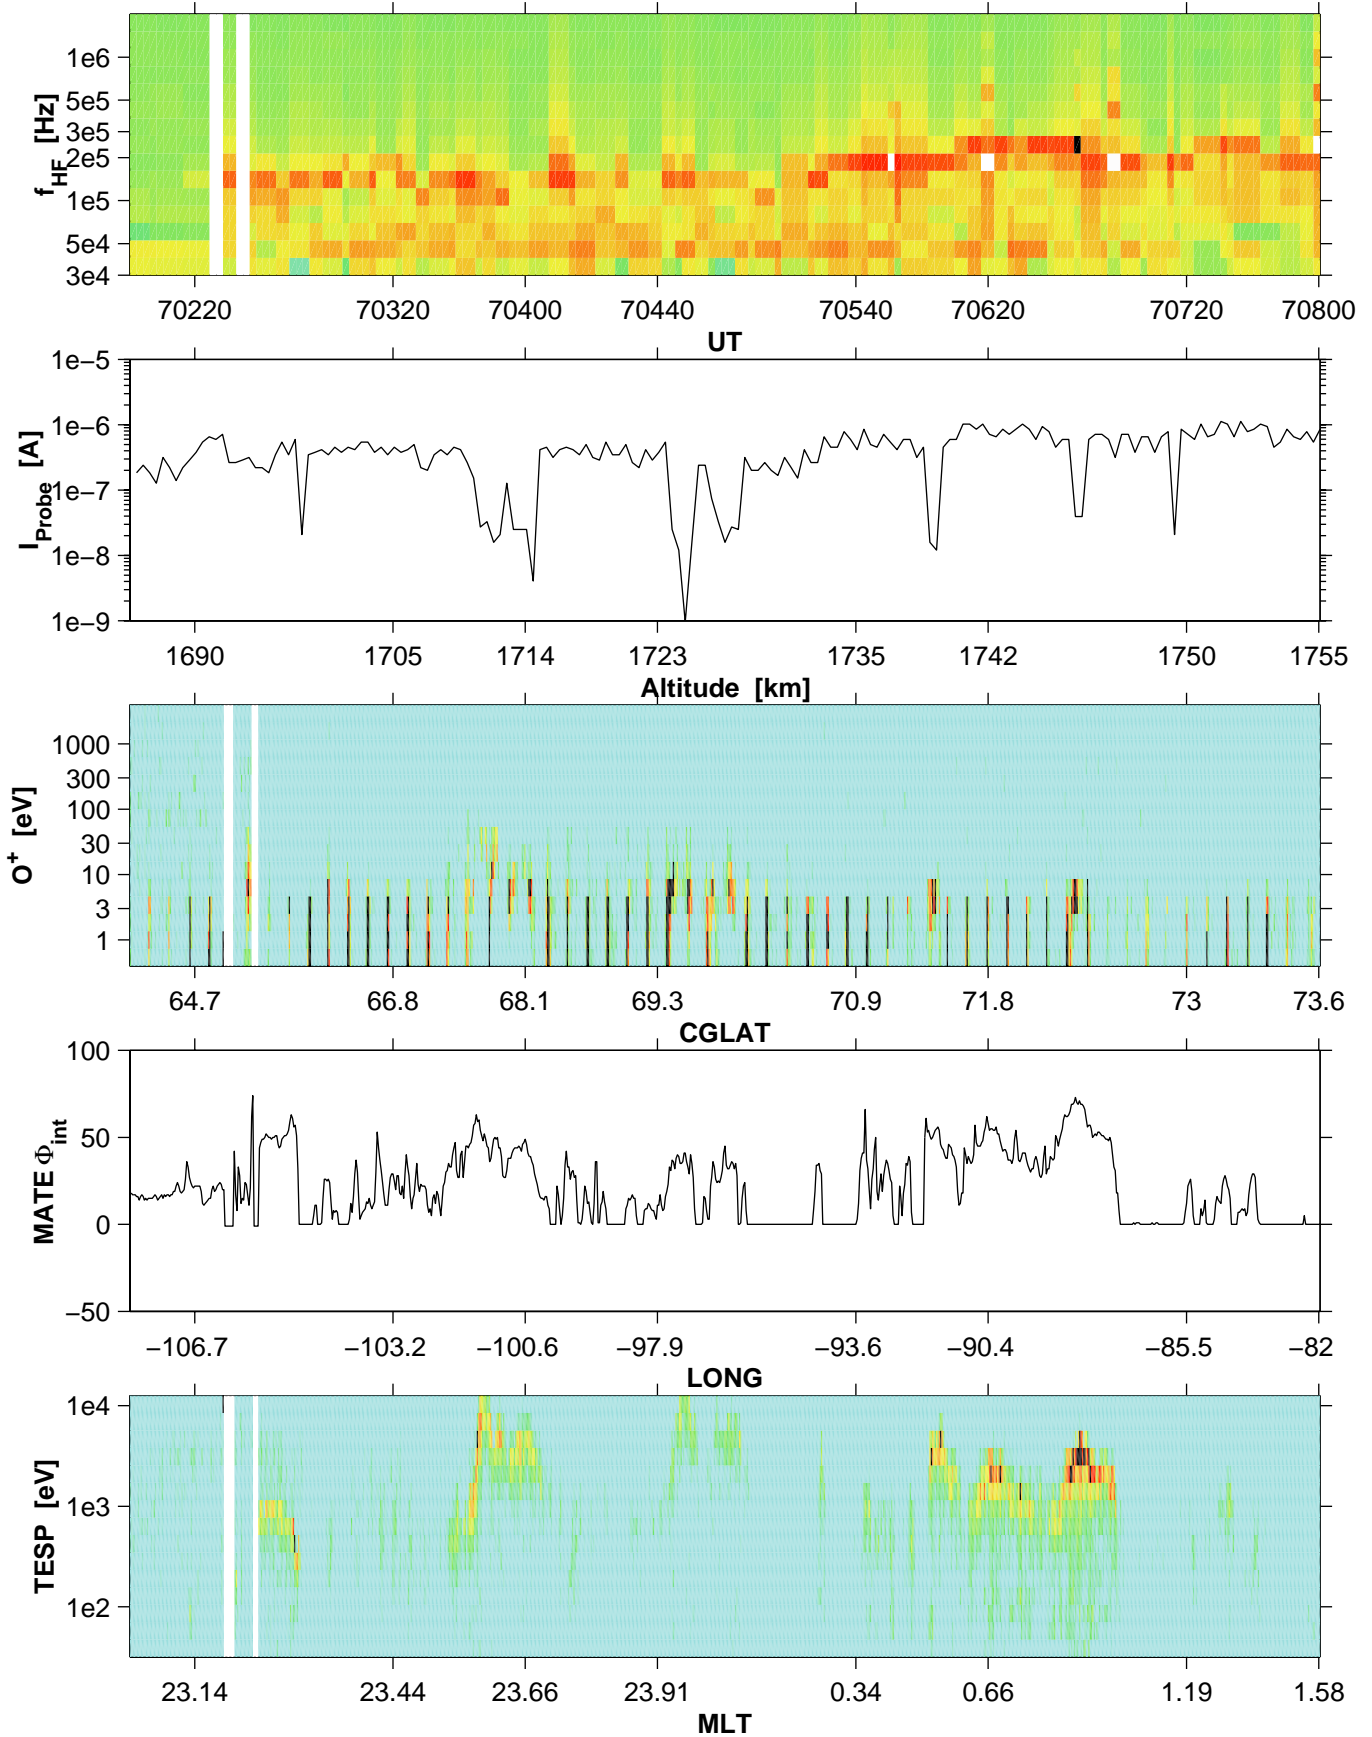 1e6
5e5
3e5
2e5
1e5
5e4
3e4
f_HF [Hz]
70220 70320 70400 70440 70540 70620 70720 70800
UT
1e−5
1e−6
1e−7
1e−8
1e−9
I_Probe [A]
1690 1705 1714 1723 1735 1742 1750 1755
Altitude [km]
1000
300
100
30
10
3
1
O⁺ [eV]
64.7 66.8 68.1 69.3 70.9 71.8 73 73.6
CGLAT
100
50
0
−50
MATE Φ_int
−106.7 −103.2 −100.6 −97.9 −93.6 −90.4 −85.5 −82
LONG
1e4
1e3
1e2
TESP [eV]
23.14 23.44 23.66 23.91 0.34 0.66 1.19 1.58
MLT